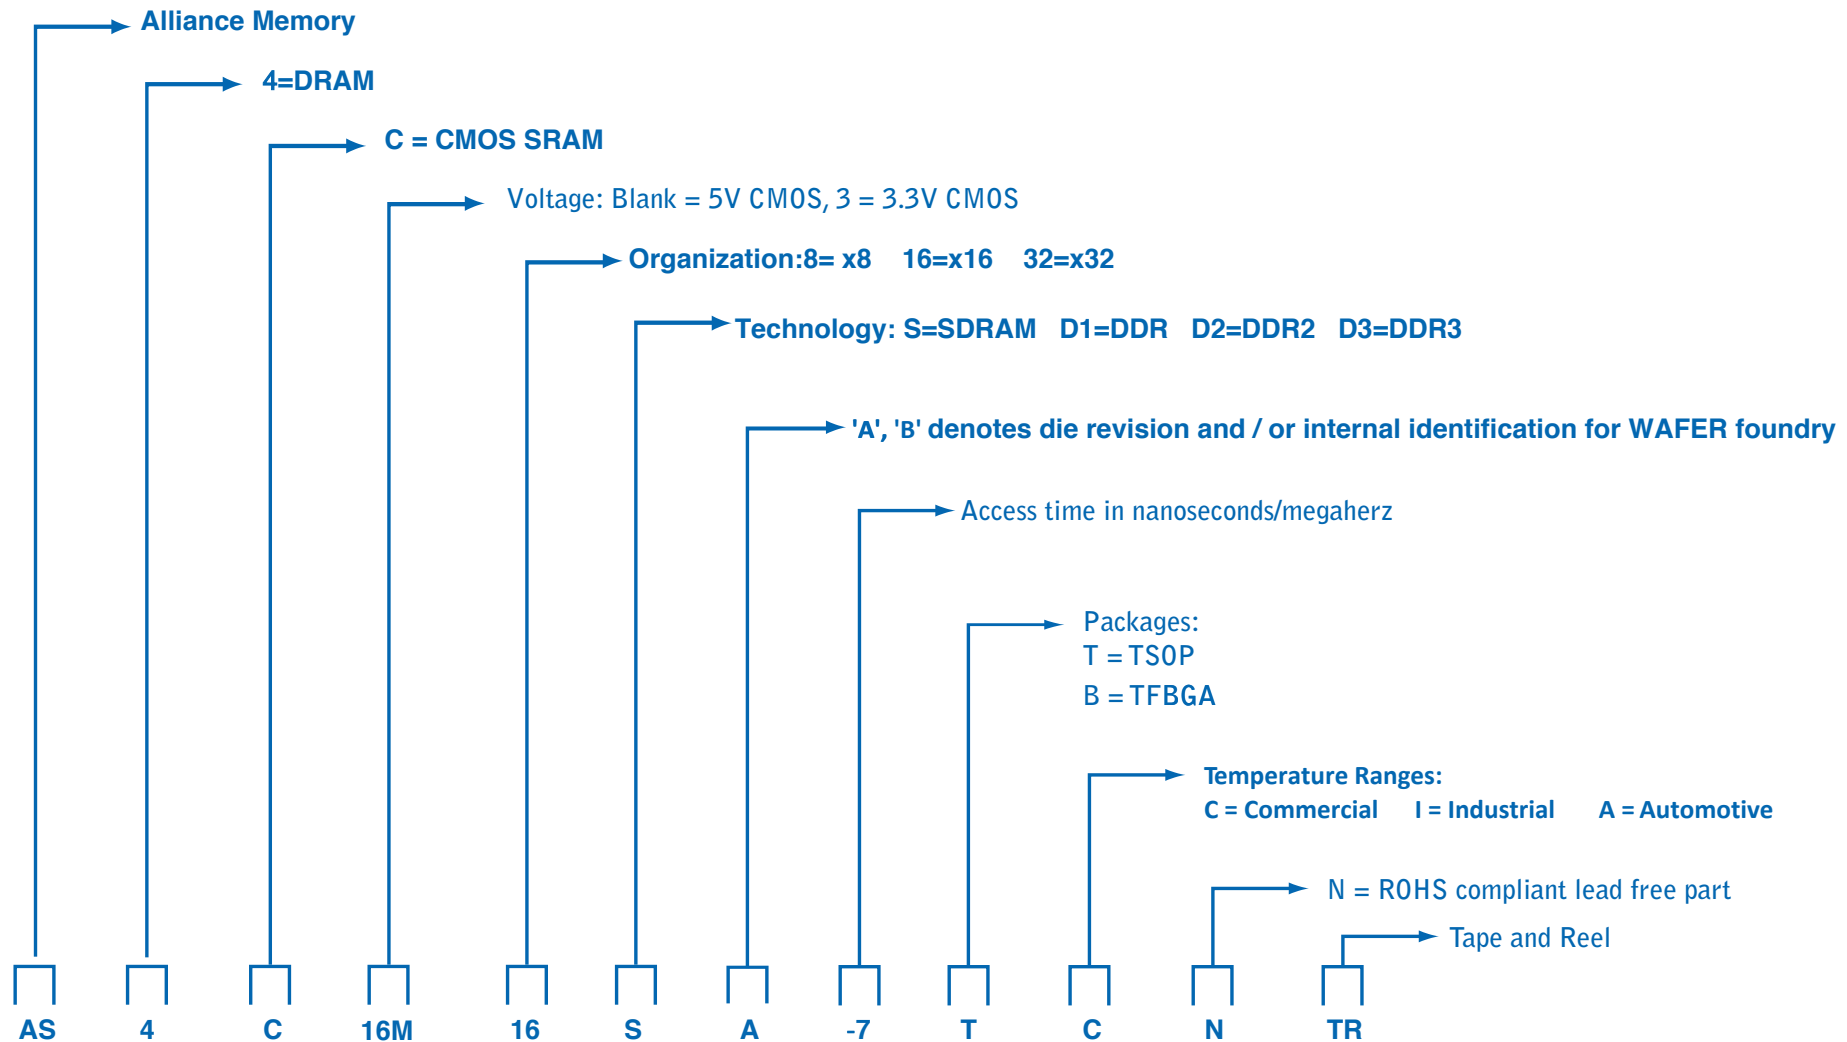 Alliance Memory
4=DRAM
C = CMOS SRAM
Voltage: Blank = 5V CMOS, 3 = 3.3V CMOS
Organization:8= x8 16=x16 32=x32
Technology: S=SDRAM D1=DDR D2=DDR2 D3=DDR3
'A', 'B' denotes die revision and / or internal identification for WAFER foundry
Access time in nanoseconds/megaherz
Packages:
T = TSOP
B = TFBGA
Temperature Ranges:
C = Commercial I = Industrial A = Automotive
N = ROHS compliant lead free part
Tape and Reel
AS 4 C 16M 16 S A -7 T C N TR